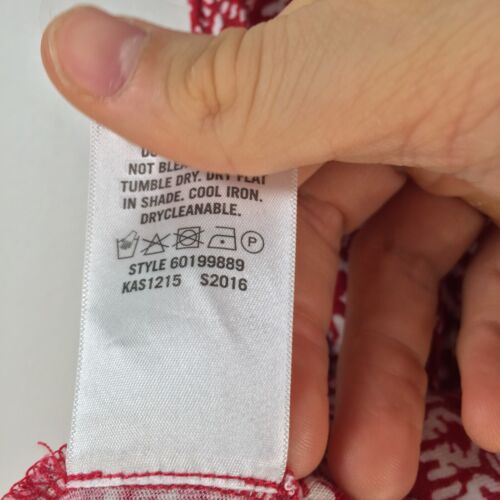 NOT
TUMBLE DRY. DRY FLAT
IN SHADE. COOL IRON.
DRYCLEANABLE.
P
STYLE 60199889
KAS1215 S2016